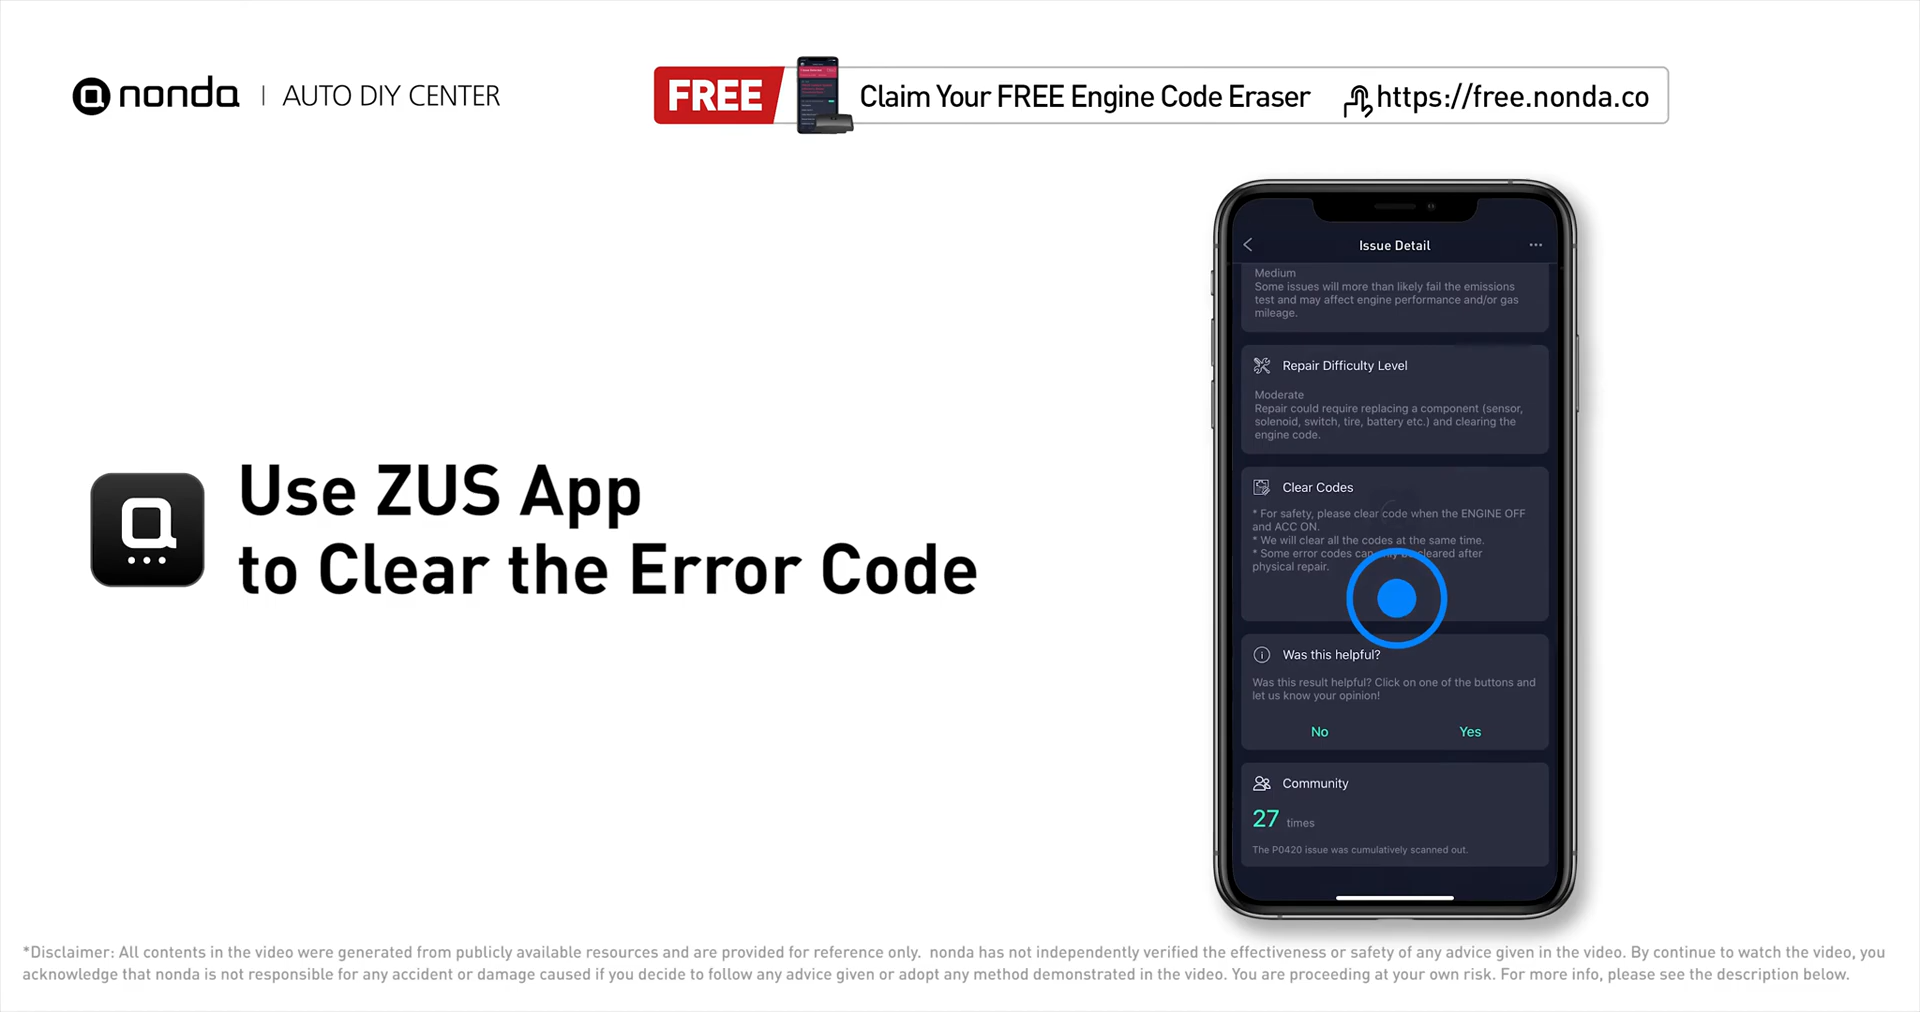 nonda | AUTO DIY CENTER
FREE Claim Your FREE Engine Code Eraser https://free.nonda.co
Use ZUS App
to Clear the Error Code
Issue Detail
Medium
Some issues will more than likely fail the emissions
test and may affect engine performance and/or gas
mileage.
Repair Difficulty Level
Moderate
Repair could require replacing a component (sensor,
solenoid, switch, tire, battery etc.) and clearing the
engine code.
Clear Codes
* For safety, please clear code when the ENGINE OFF
and ACC ON.
* We will clear all the codes at the same time.
* Some error codes can only be cleared after
physical repair.
Was this helpful?
Was this result helpful? Click on one of the buttons and
let us know your opinion!
No Yes
Community
27 times
The P0420 issue was cumulatively scanned out.
*Disclaimer: All contents in the video were generated from publicly available resources and are provided for reference only. nonda has not independently verified the effectiveness or safety of any advice given in the video. By continue to watch the video, you
acknowledge that nonda is not responsible for any accident or damage caused if you decide to follow any advice given or adopt any method demonstrated in the video. You are proceeding at your own risk. For more info, please see the description below.